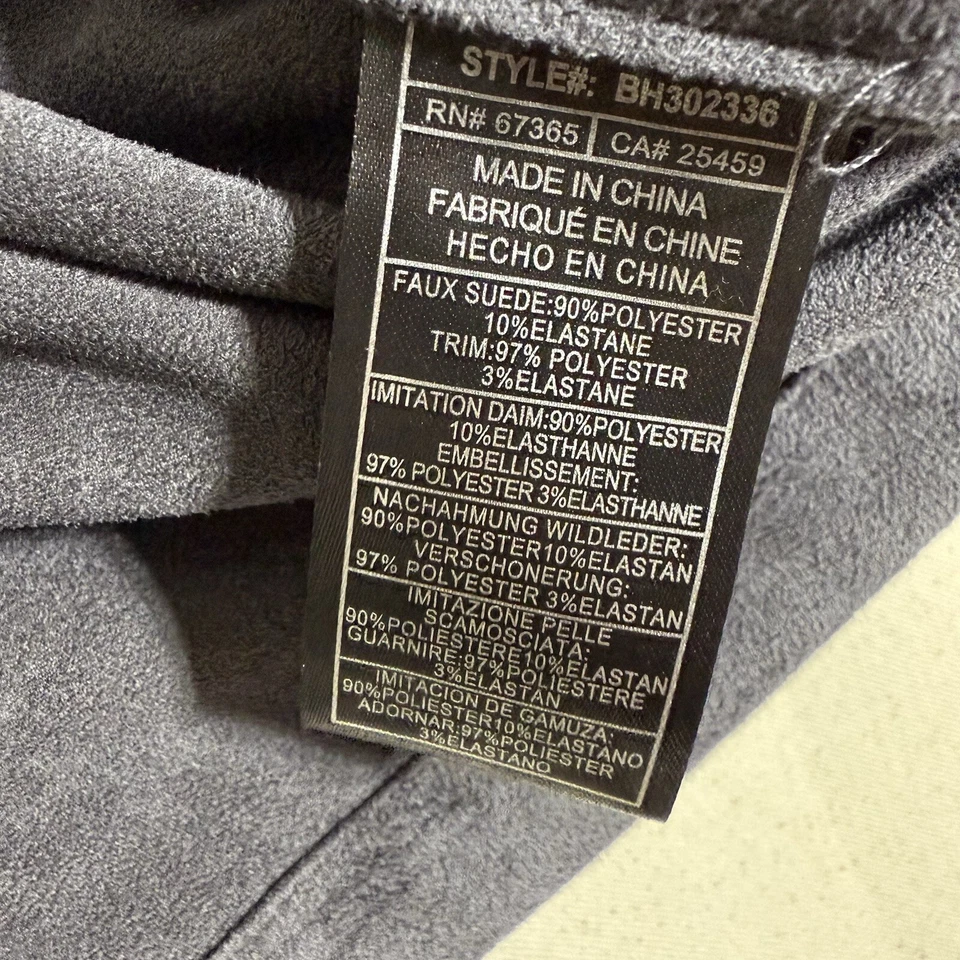 STYLE#: BH302336
RN# 67365 CA# 25459
MADE IN CHINA
FABRIQUÉ EN CHINE
HECHO EN CHINA
FAUX SUEDE:90%POLYESTER
10%ELASTANE
TRIM:97% POLYESTER
3%ELASTANE
IMITATION DAIM:90%POLYESTER
10%ELASTHANNE
EMBELLISSEMENT:
97% POLYESTER 3%ELASTHANNE
NACHAHMUNG WILDLEDER:
90%POLYESTER10%ELASTAN
VERSCHONERUNG:
97% POLYESTER 3%ELASTAN
IMITAZIONE PELLE
SCAMOSCIATA:
90%POLIESTERE10%ELASTAN
GUARNIRE:97%POLIESTERE
3%ELASTAN
IMITACION DE GAMUZA:
90%POLIESTER10%ELASTANO
ADORNAR:97%POLIESTER
3%ELASTANO